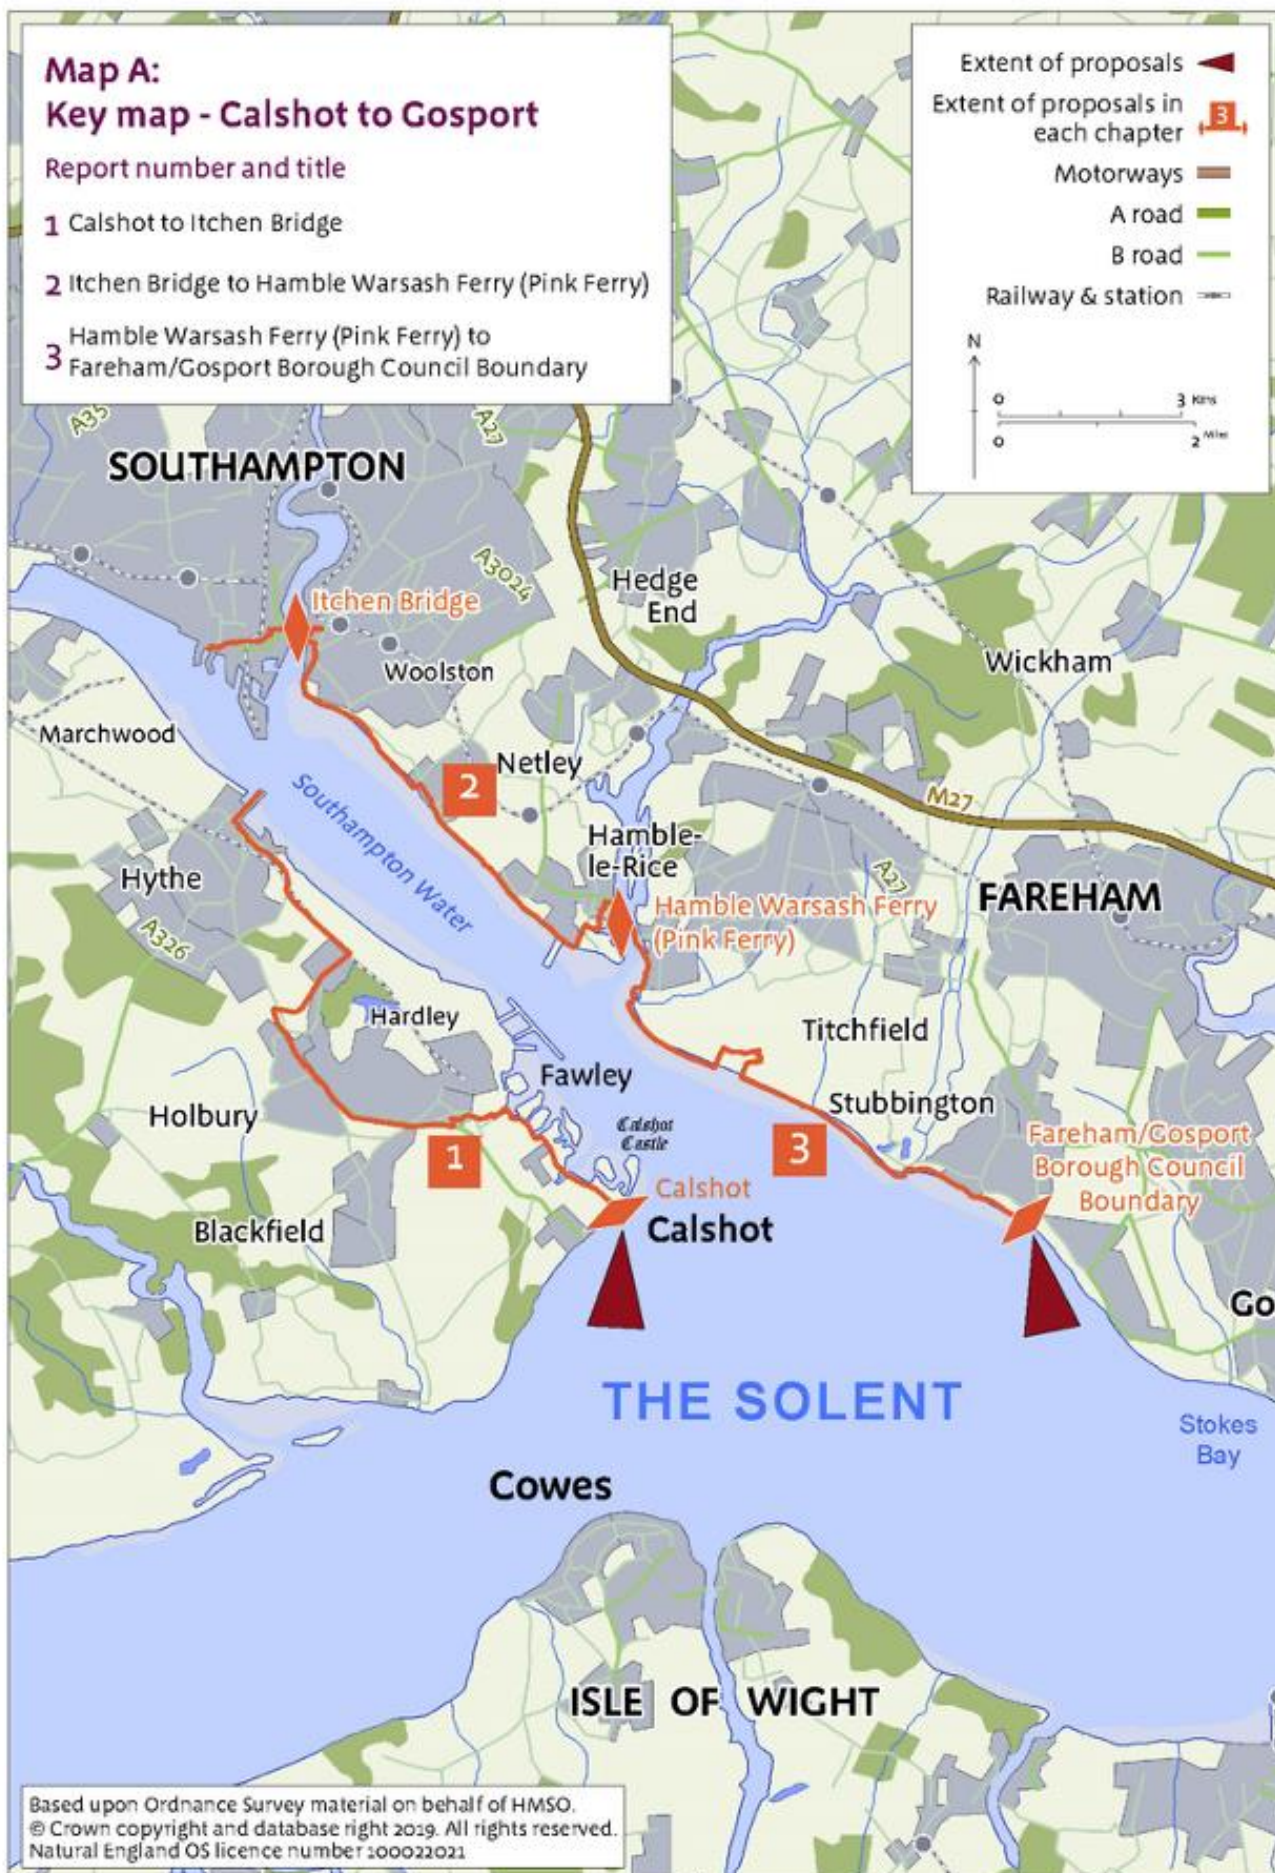 Map A:
Key map - Calshot to Gosport
Report number and title
1 Calshot to Itchen Bridge
2 Itchen Bridge to Hamble Warsash Ferry (Pink Ferry)
3 Hamble Warsash Ferry (Pink Ferry) to
Fareham/Gosport Borough Council Boundary
Extent of proposals
Extent of proposals in
each chapter
3
Motorways
A road
B road
Railway & station
N
0 3 Kms
0 2 Miles
A35
A27
SOUTHAMPTON
A3024
Hedge
End
Itchen Bridge
Woolston
Wickham
Marchwood
Netley
2
Southampton Water
M27
Hamble-
le-Rice
Hythe
A27
FAREHAM
A326
Hamble Warsash Ferry
(Pink Ferry)
Hardley
Titchfield
Fawley
Holbury
Stubbington
Calshot
Castle
1
3
Fareham/Gosport
Borough Council
Boundary
Calshot
Calshot
Blackfield
Go
THE SOLENT
Stokes
Bay
Cowes
ISLE OF WIGHT
Based upon Ordnance Survey material on behalf of HMSO.
© Crown copyright and database right 2019. All rights reserved.
Natural England OS licence number 100022021